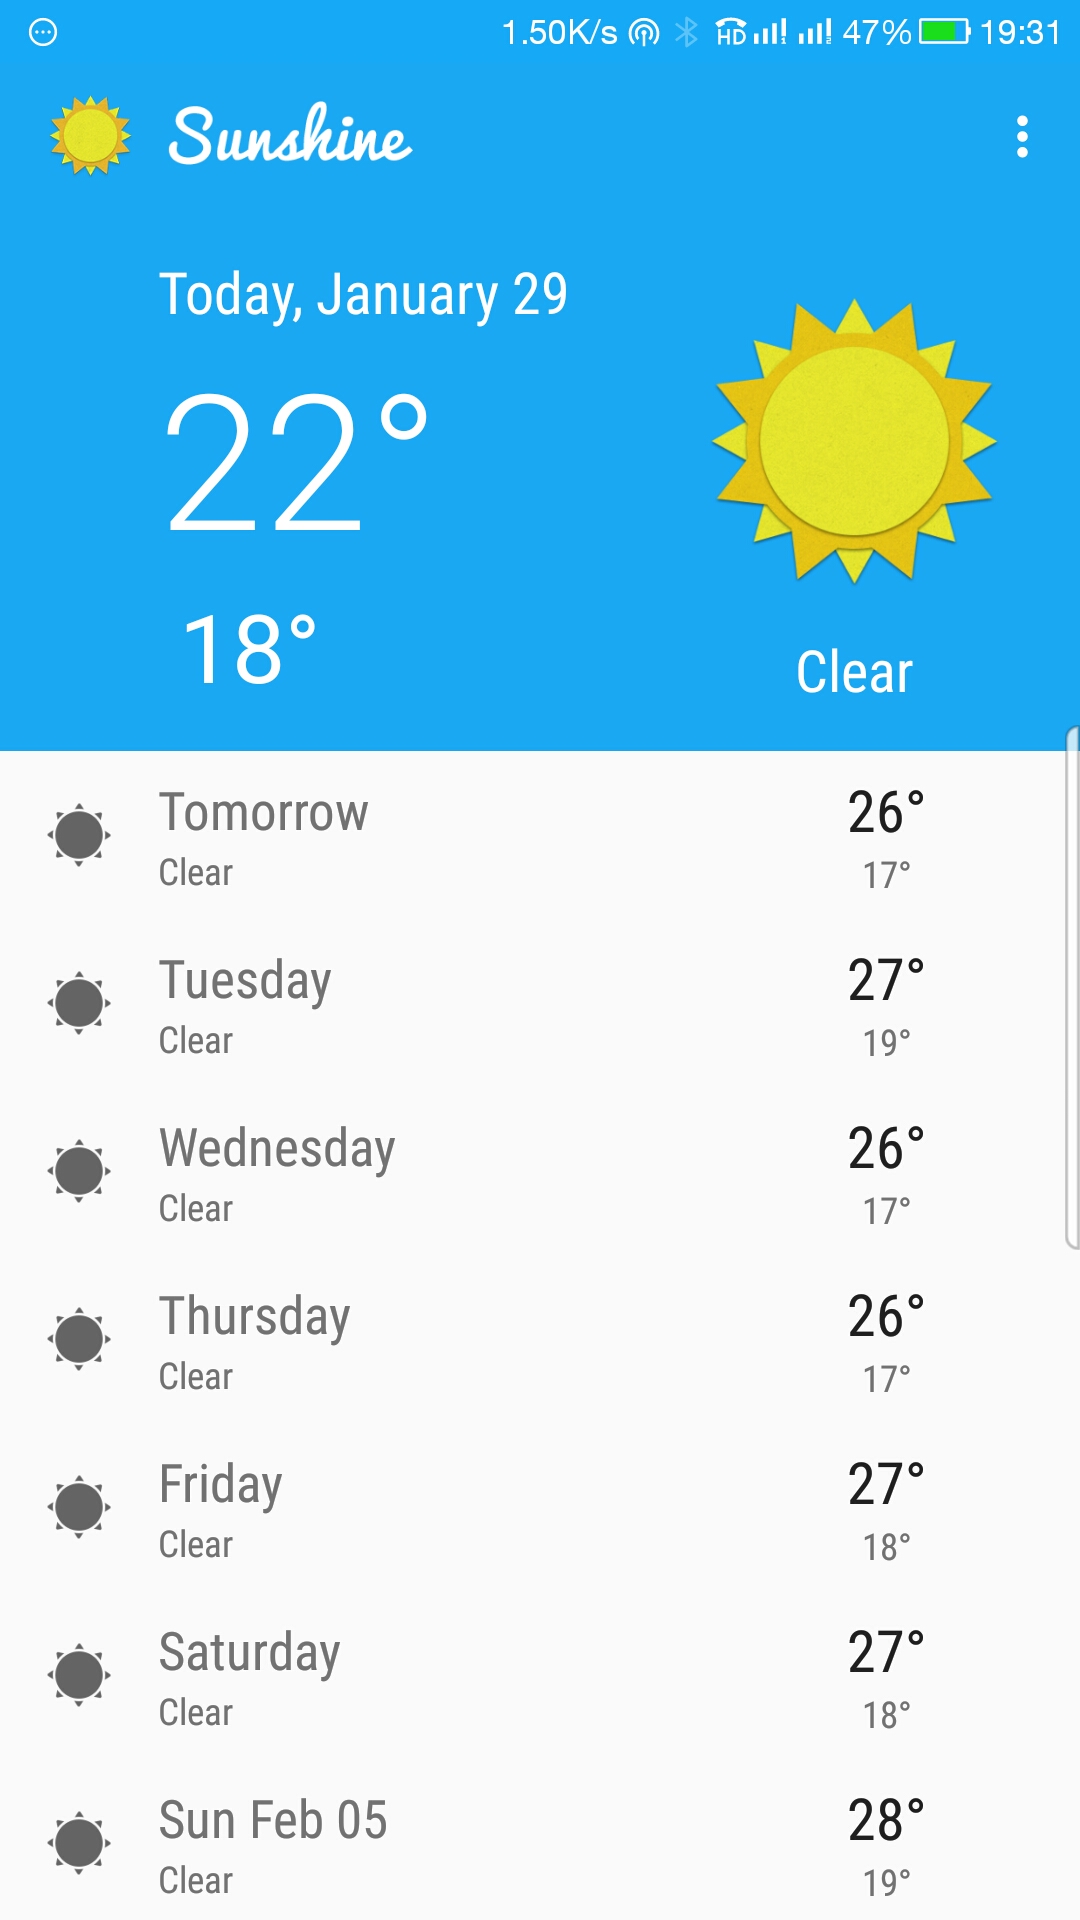 1.50K/s HD 47% 19:31
Sunshine
Today, January 29
22°
18°
Clear
Tomorrow 26°
Clear 17°
Tuesday 27°
Clear 19°
Wednesday 26°
Clear 17°
Thursday 26°
Clear 17°
Friday 27°
Clear 18°
Saturday 27°
Clear 18°
Sun Feb 05 28°
Clear 19°